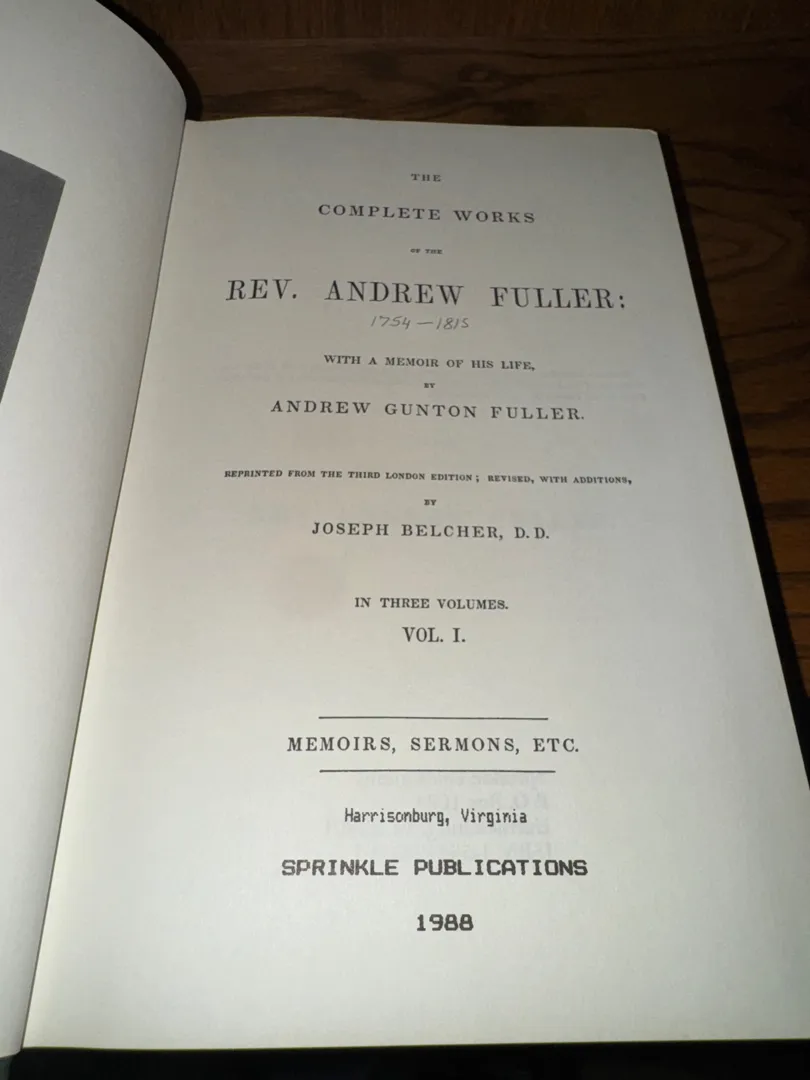 THE
COMPLETE WORKS
OF THE
REV. ANDREW FULLER:
1754-1815
WITH A MEMOIR OF HIS LIFE,
BY
ANDREW GUNTON FULLER.
REPRINTED FROM THE THIRD LONDON EDITION; REVISED, WITH ADDITIONS,
BY
JOSEPH BELCHER, D.D.
IN THREE VOLUMES.
VOL. I.
MEMOIRS, SERMONS, ETC.
Harrisonburg, Virginia
SPRINKLE PUBLICATIONS
1988